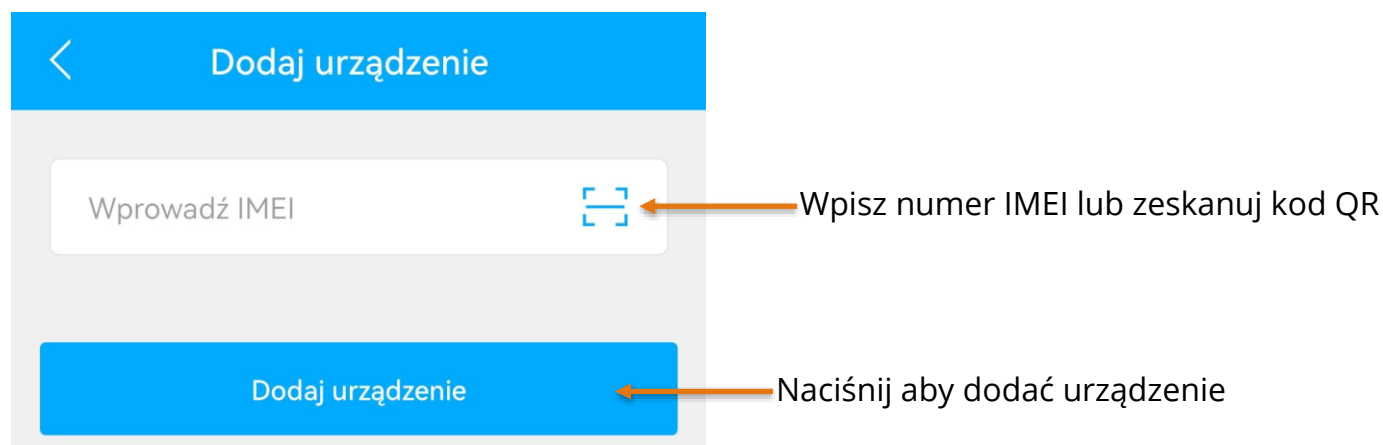 Dodaj urządzenie
Wprowadź IMEI
Wpisz numer IMEI lub zeskanuj kod QR
Dodaj urządzenie
Naciśnij aby dodać urządzenie